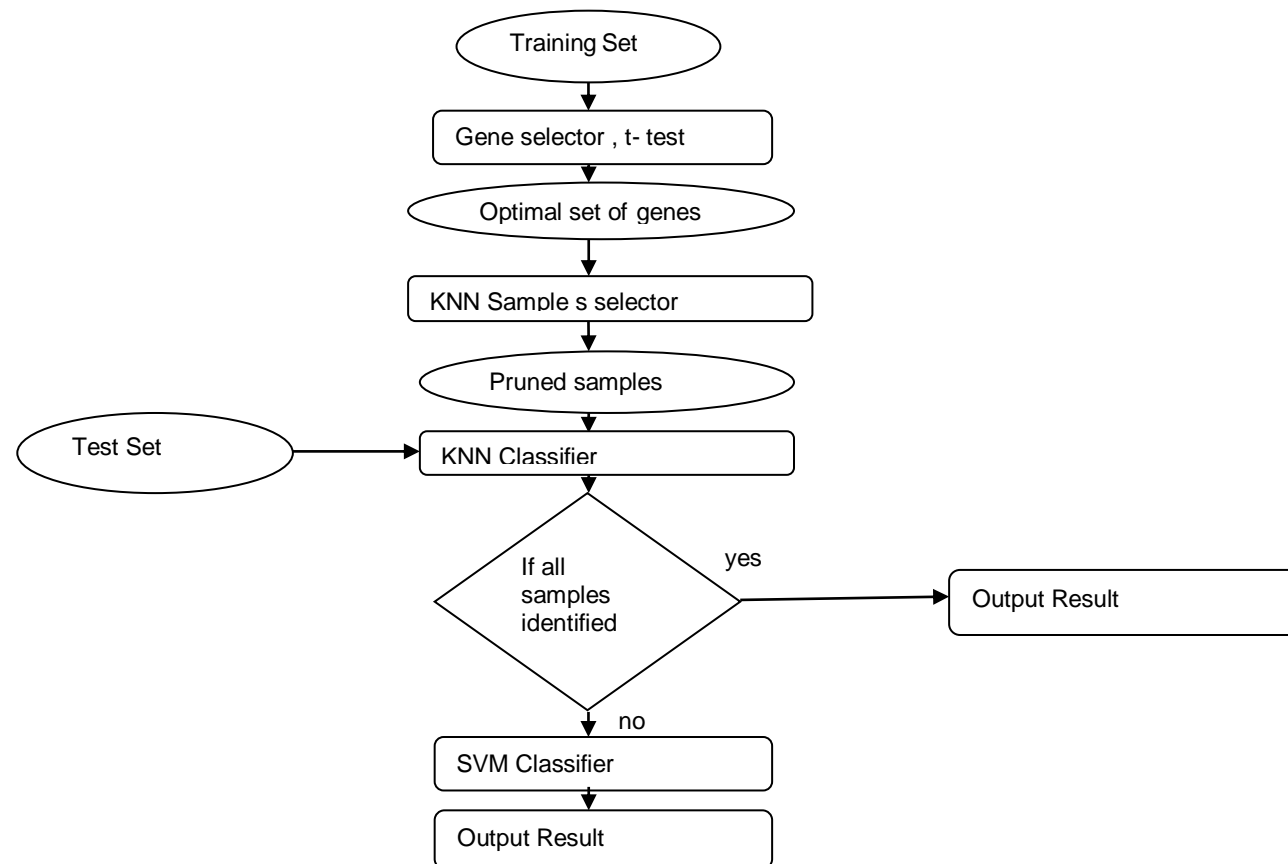 Training Set
Gene selector , t- test
Optimal set of genes
KNN Sample s selector
Pruned samples
Test Set
KNN Classifier
If all
samples
identified
yes
Output Result
no
SVM Classifier
Output Result